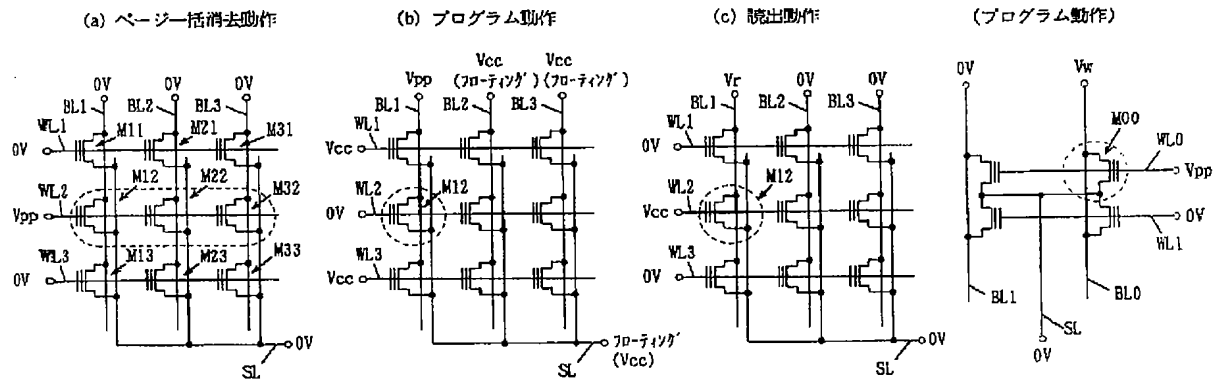 (a) ページ一括消去動作
0V 0V 0V
BL1 BL2 BL3
WL1 M11 M21 M31
0V
WL2 M12 M22 M32
Vpp
WL3 M13 M23 M33
0V
SL 0V
(b) プログラム動作
Vpp Vcc (フローティング) Vcc (フローティング)
BL1 BL2 BL3
WL1
Vcc
WL2 M12
0V
WL3
Vcc
SL フローティング
(Vcc)
(c) 読出動作
Vr 0V 0V
BL1 BL2 BL3
WL1
0V
WL2 M12
Vcc
WL3
0V
SL 0V
(プログラム動作)
0V Vw
M00
WL0
Vpp
0V
WL1
BL1 BL0
SL
0V